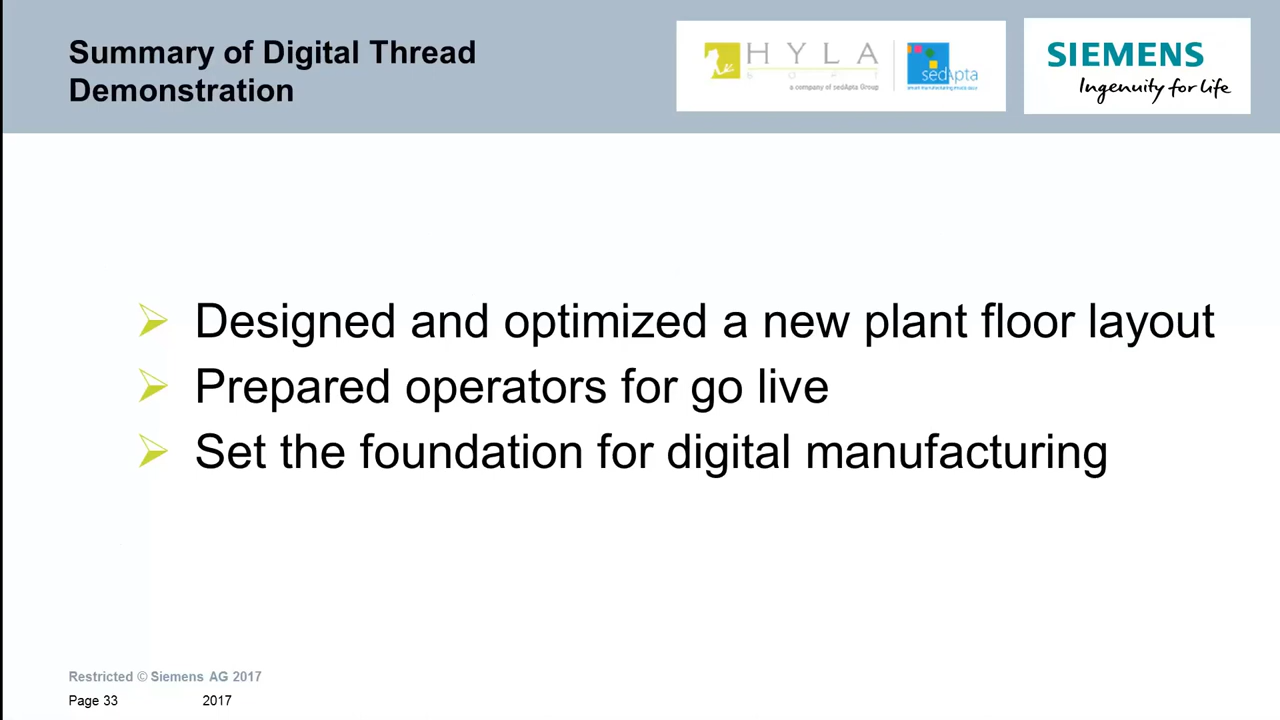 Summary of Digital Thread
Demonstration
HYLA
soft
a company of sedApta Group
sedApta
SIEMENS
Ingenuity for life
Designed and optimized a new plant floor layout
Prepared operators for go live
Set the foundation for digital manufacturing
Restricted © Siemens AG 2017
Page 33 2017